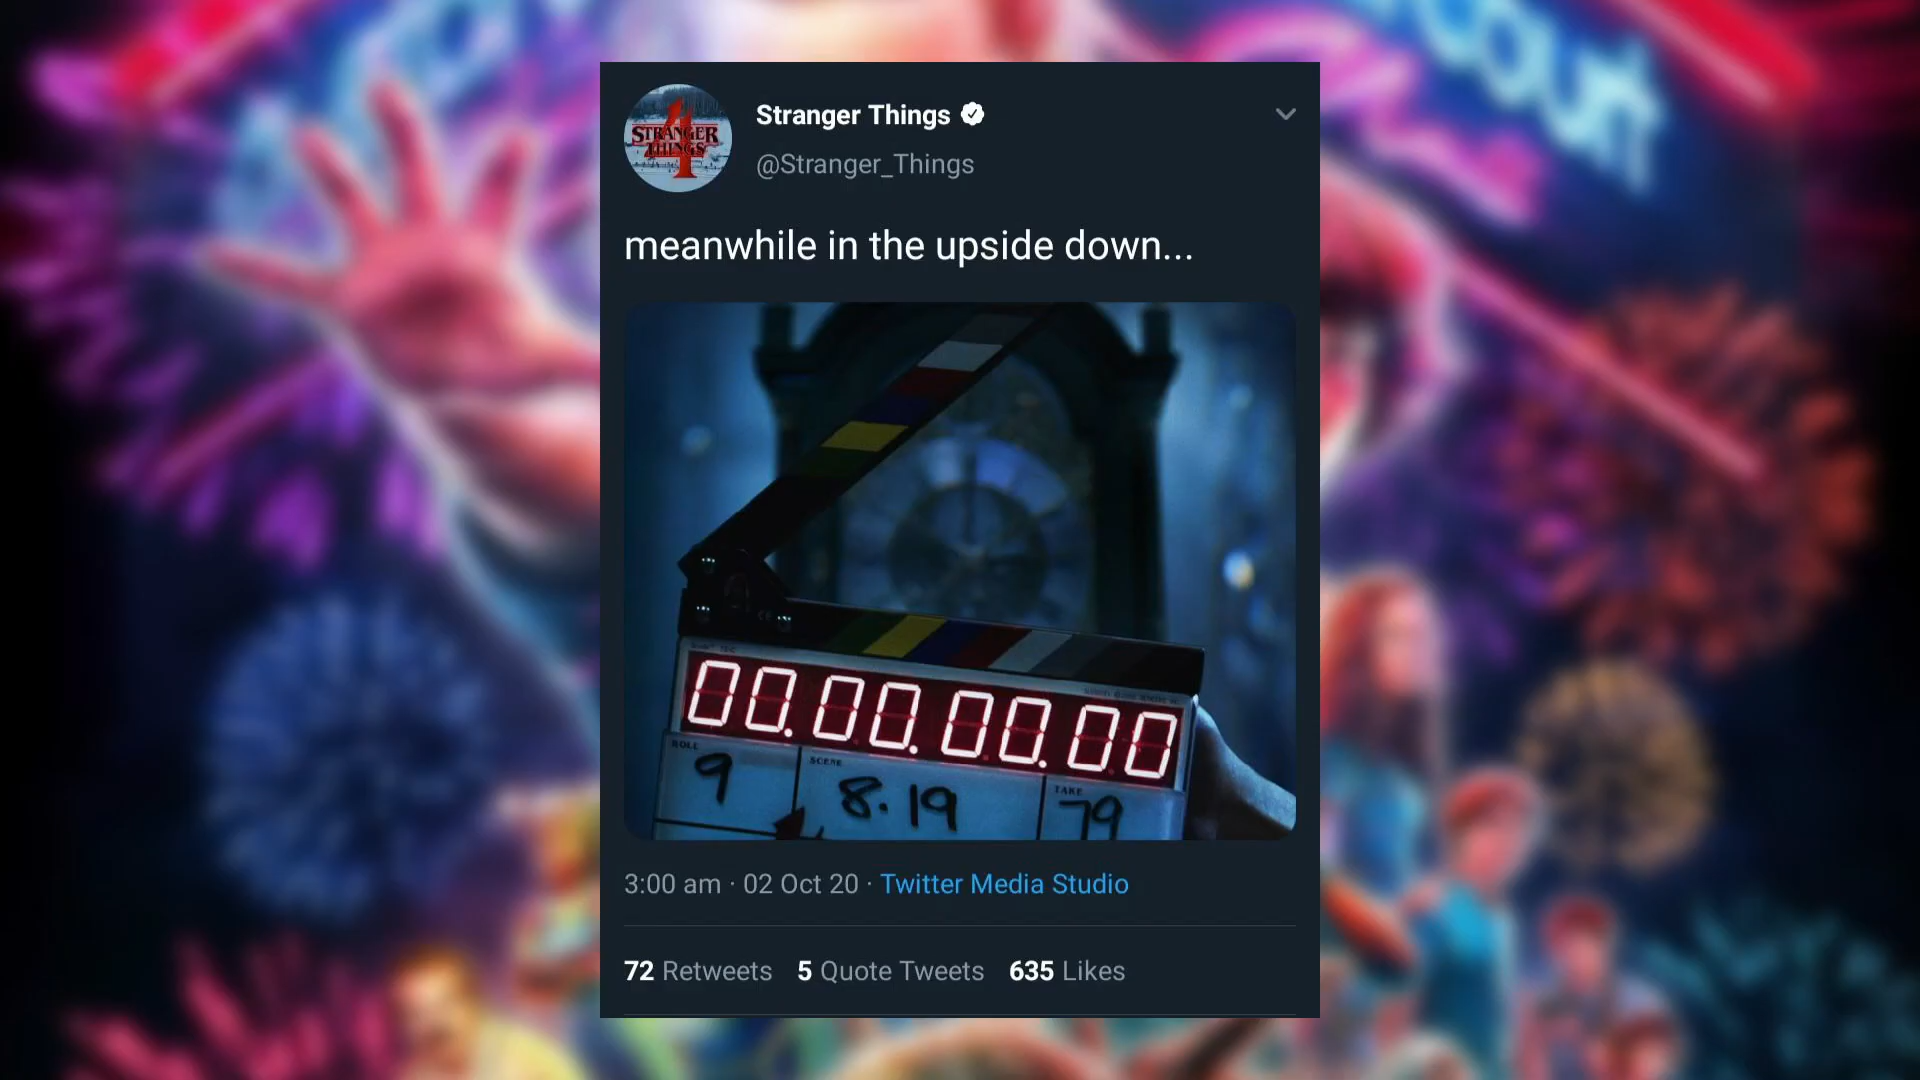 court
4
STRANGER
THINGS
Stranger Things
@Stranger_Things
meanwhile in the upside down...
00.00.00.00
ROLL
SCENE
TAKE
9
8.19
79
3:00 am · 02 Oct 20 · Twitter Media Studio
72 Retweets 5 Quote Tweets 635 Likes